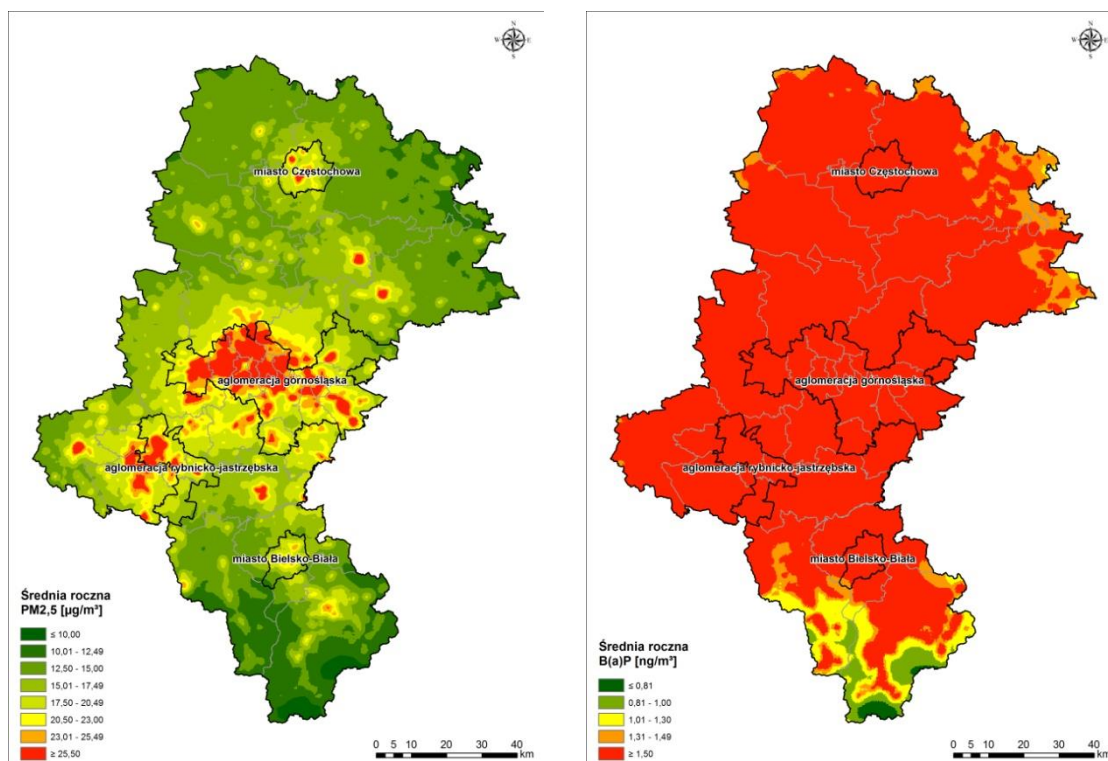 N
W E
S
miasto Częstochowa
aglomeracja górnośląska
aglomeracja rybnicko-jastrzębska
miasto Bielsko-Biała
Średnia roczna
PM2,5 [µg/m³]
≤ 10,00
10,01 - 12,49
12,50 - 15,00
15,01 - 17,49
17,50 - 20,49
20,50 - 23,00
23,01 - 25,49
≥ 25,50
0 5 10 20 30 40
km
N
W E
S
miasto Częstochowa
aglomeracja górnośląska
aglomeracja rybnicko-jastrzębska
miasto Bielsko-Biała
Średnia roczna
B(a)P [ng/m³]
≤ 0,81
0,81 - 1,00
1,01 - 1,30
1,31 - 1,49
≥ 1,50
0 5 10 20 30 40
km